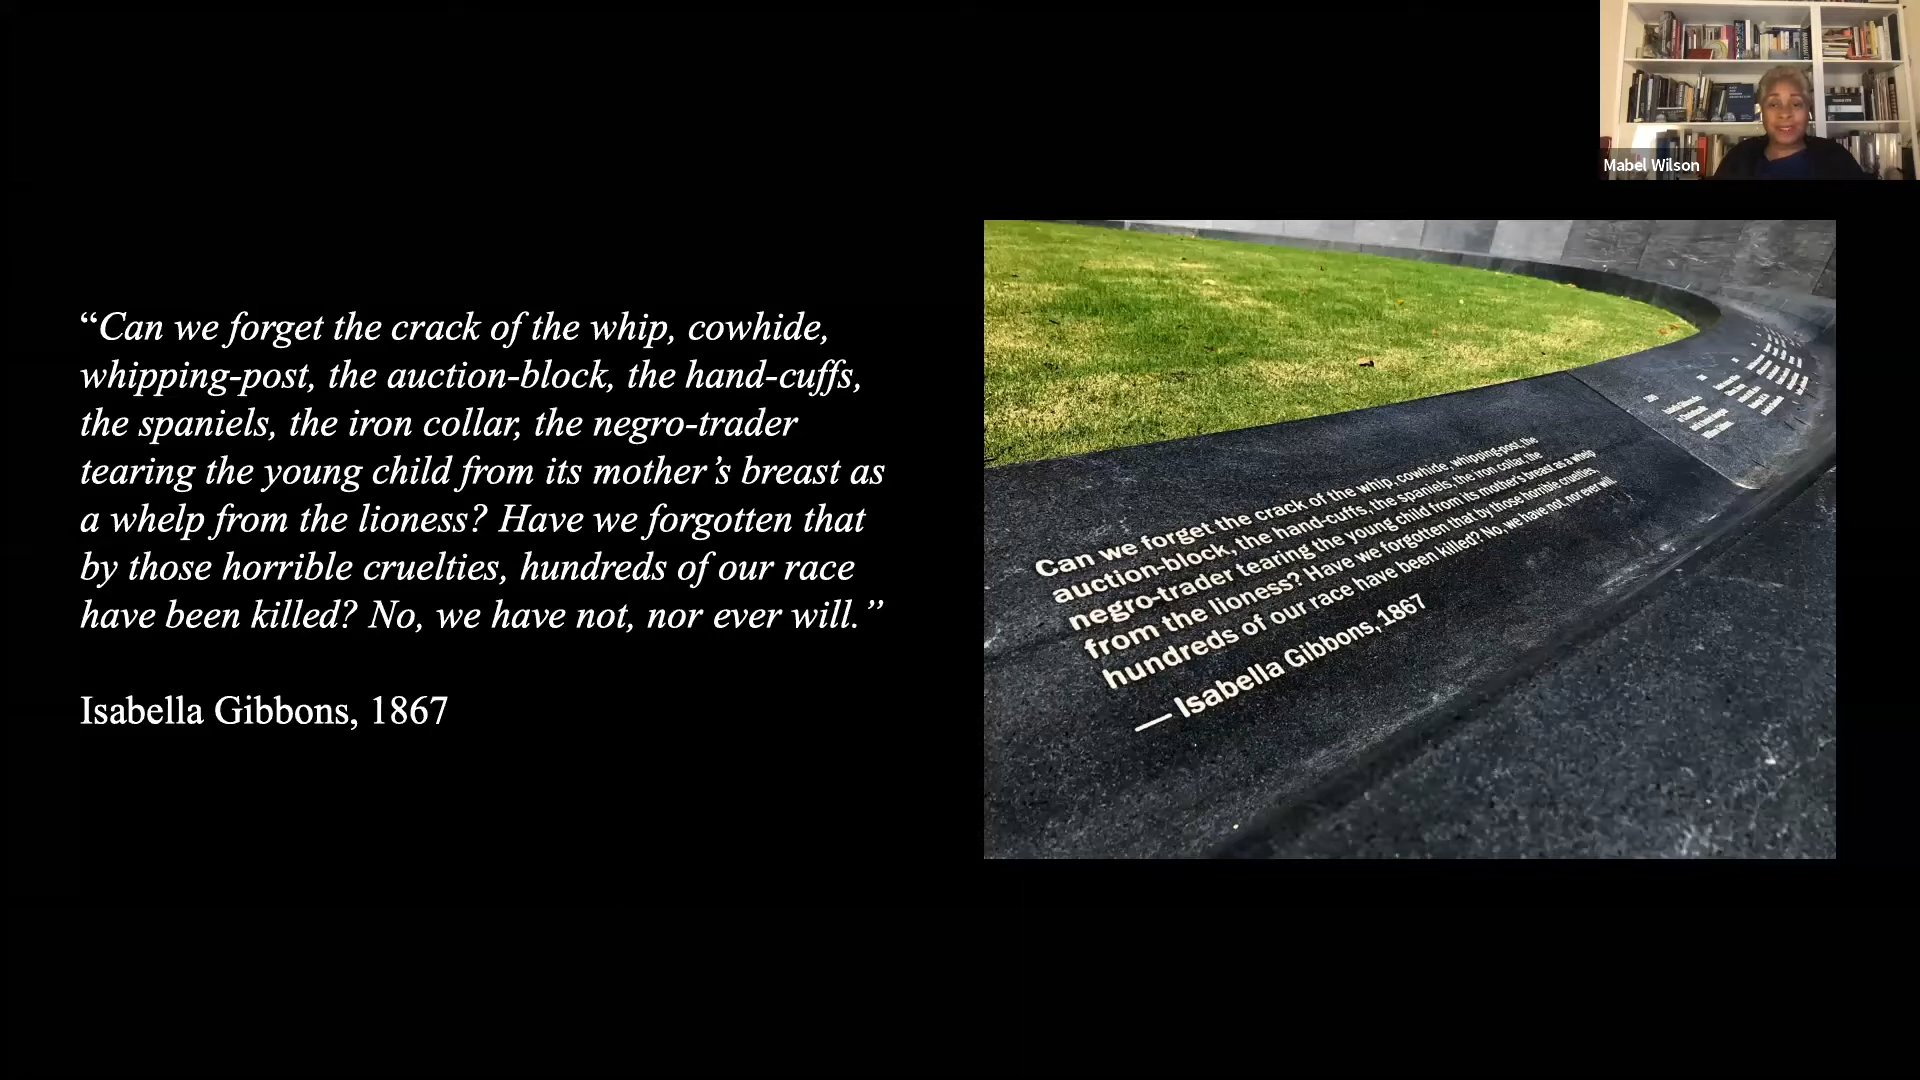 Mabel Wilson
“Can we forget the crack of the whip, cowhide,
whipping-post, the auction-block, the hand-cuffs,
the spaniels, the iron collar, the negro-trader
tearing the young child from its mother’s breast as
a whelp from the lioness? Have we forgotten that
by those horrible cruelties, hundreds of our race
have been killed? No, we have not, nor ever will.”
Isabella Gibbons, 1867
Can we forget the crack of the whip, cowhide, whipping-post, the
auction-block, the hand-cuffs, the spaniels, the iron collar, the
negro-trader tearing the young child from its mother's breast as a whelp
from the lioness? Have we forgotten that by those horrible cruelties,
hundreds of our race have been killed? No, we have not, nor ever will.
— Isabella Gibbons, 1867